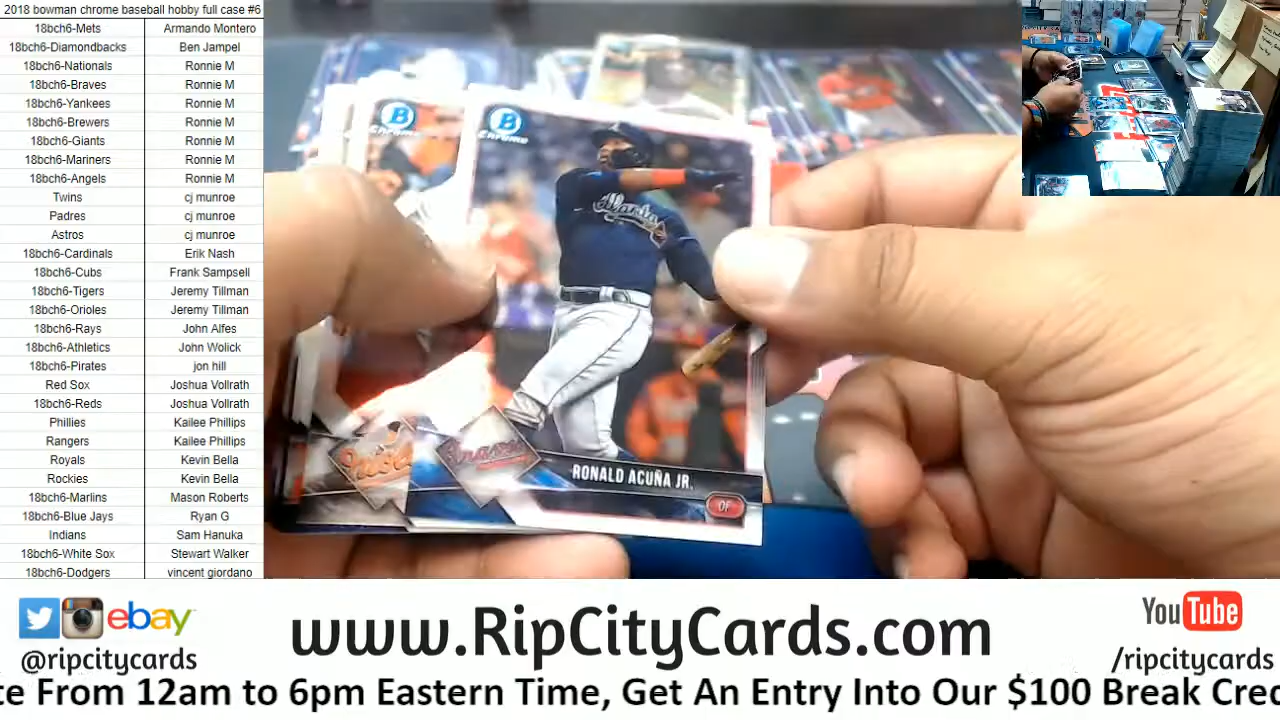 2018 bowman chrome baseball hobby full case #6
18bch6-Mets Armando Montero
18bch6-Diamondbacks Ben Jampel
18bch6-Nationals Ronnie M
18bch6-Braves Ronnie M
18bch6-Yankees Ronnie M
18bch6-Brewers Ronnie M
18bch6-Giants Ronnie M
18bch6-Mariners Ronnie M
18bch6-Angels Ronnie M
Twins cj munroe
Padres cj munroe
Astros cj munroe
18bch6-Cardinals Erik Nash
18bch6-Cubs Frank Sampsell
18bch6-Tigers Jeremy Tillman
18bch6-Orioles Jeremy Tillman
18bch6-Rays John Alfes
18bch6-Athletics John Wolick
18bch6-Pirates jon hill
Red Sox Joshua Vollrath
18bch6-Reds Joshua Vollrath
Phillies Kailee Phillips
Rangers Kailee Phillips
Royals Kevin Bella
Rockies Kevin Bella
18bch6-Marlins Mason Roberts
18bch6-Blue Jays Ryan G
Indians Sam Hanuka
18bch6-White Sox Stewart Walker
18bch6-Dodgers vincent giordano
B Chrome
B Chrome
Braves
RONALD ACUÑA JR.
OF
ebay
@ripcitycards
www.RipCityCards.com
YouTube
/ripcitycards
te From 12am to 6pm Eastern Time, Get An Entry Into Our $100 Break Cred